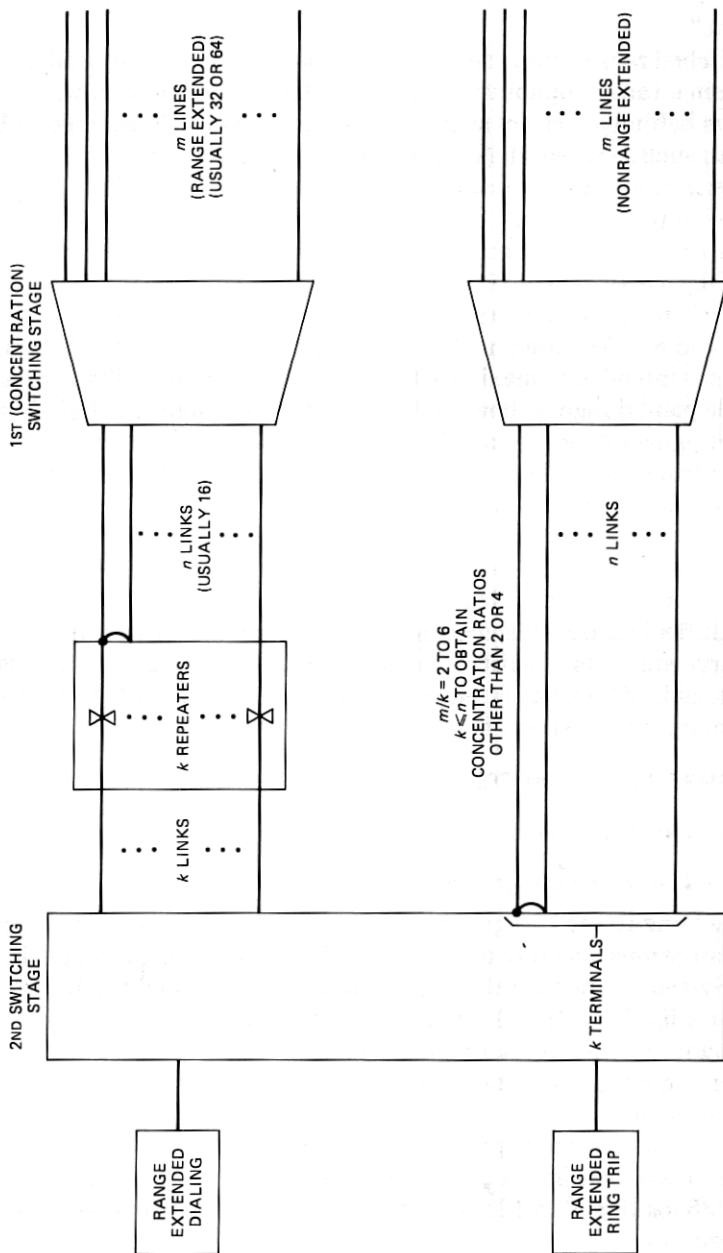 1ST (CONCENTRATION)
SWITCHING STAGE
2ND SWITCHING
STAGE
m LINES
(RANGE EXTENDED)
(USUALLY 32 OR 64)
n LINKS
(USUALLY 16)
k REPEATERS
k LINKS
RANGE
EXTENDED
DIALING
m LINES
(NONRANGE EXTENDED)
n LINKS
m/k = 2 TO 6
k ⩽ n TO OBTAIN
CONCENTRATION RATIOS
OTHER THAN 2 OR 4
k TERMINALS
RANGE
EXTENDED
RING TRIP